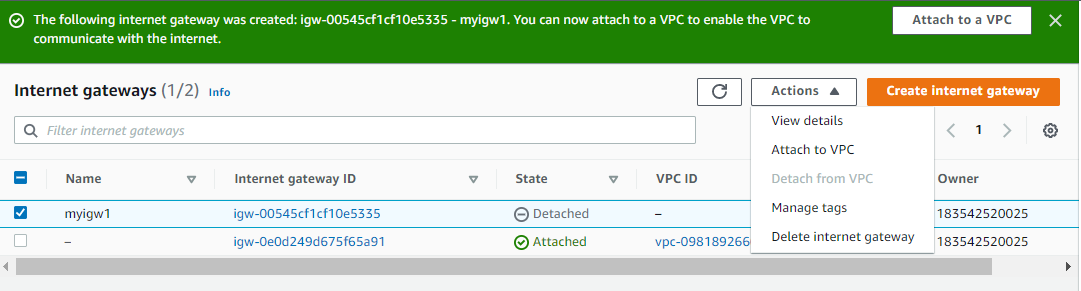 The following internet gateway was created: igw-00545cf1cf10e5335 - myigw1. You can now attach to a VPC to enable the VPC to communicate with the internet.
Attach to a VPC
Internet gateways (1/2) Info
Actions
Create internet gateway
Filter internet gateways
1
View details
Attach to VPC
Detach from VPC
Manage tags
Delete internet gateway
Name Internet gateway ID State VPC ID Owner
myigw1 igw-00545cf1cf10e5335 Detached – 183542520025
– igw-0e0d249d675f65a91 Attached vpc-098189266 183542520025